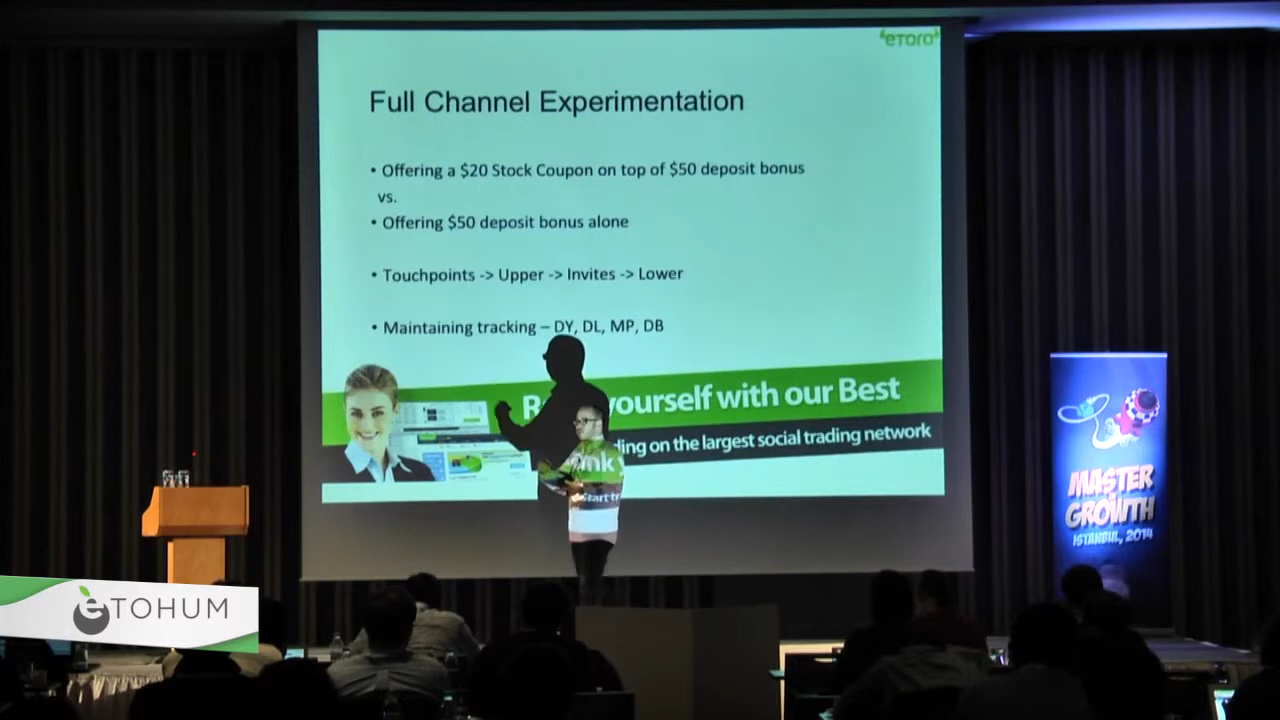 eToro
Full Channel Experimentation
• Offering a $20 Stock Coupon on top of $50 deposit bonus
vs.
• Offering $50 deposit bonus alone
• Touchpoints -> Upper -> Invites -> Lower
• Maintaining tracking – DY, DL, MP, DB
yourself with our Best
on the largest social trading network
MASTER
OF
GROWTH
ISTANBUL, 2014
eTOHUM